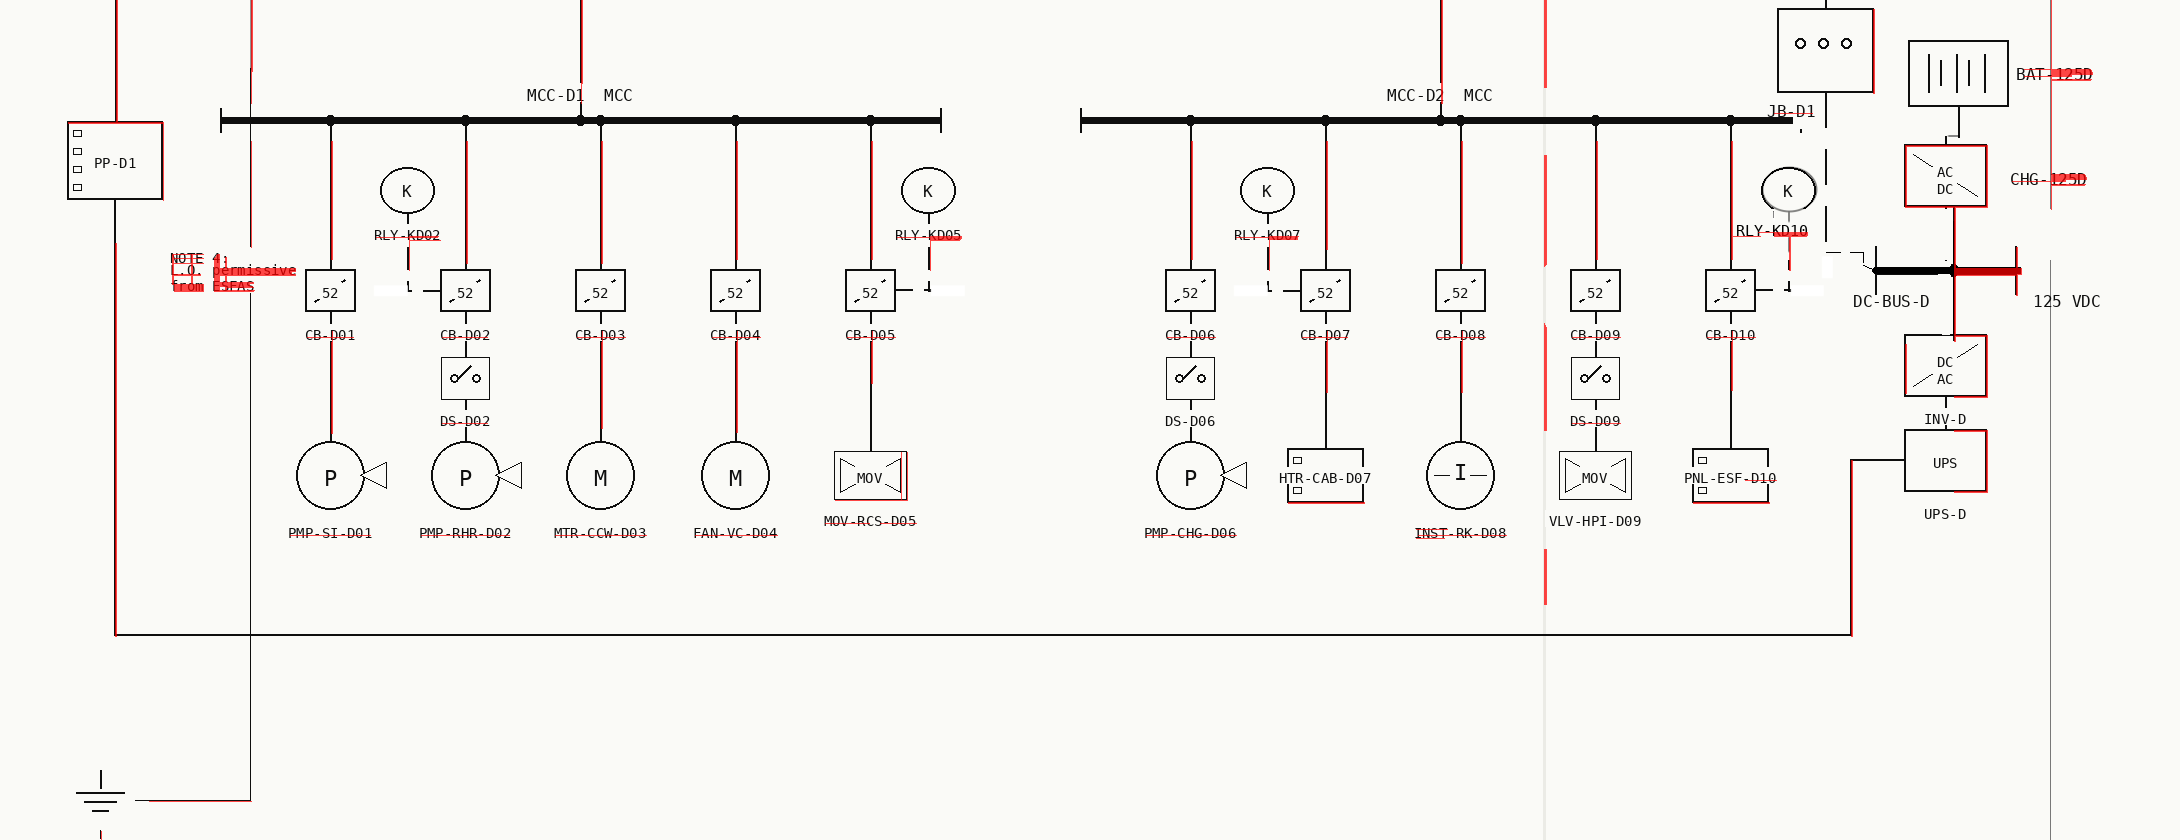 MCC-D1 MCC
MCC-D2 MCC
JB-D1
BAT-125D
PP-D1
AC
DC
CHG-125D
K
K
K
K
RLY-KD02
RLY-KD05
RLY-KD07
RLY-KD10
NOTE 4:
L.O. permissive
from ESFAS
52
52
52
52
52
52
52
52
52
52
DC-BUS-D
125 VDC
CB-D01
CB-D02
CB-D03
CB-D04
CB-D05
CB-D06
CB-D07
CB-D08
CB-D09
CB-D10
DC
AC
INV-D
DS-D02
DS-D06
DS-D09
P
P
M
M
MOV
P
HTR-CAB-D07
I
MOV
PNL-ESF-D10
UPS
UPS-D
PMP-SI-D01
PMP-RHR-D02
MTR-CCW-D03
FAN-VC-D04
MOV-RCS-D05
PMP-CHG-D06
INST-RK-D08
VLV-HPI-D09